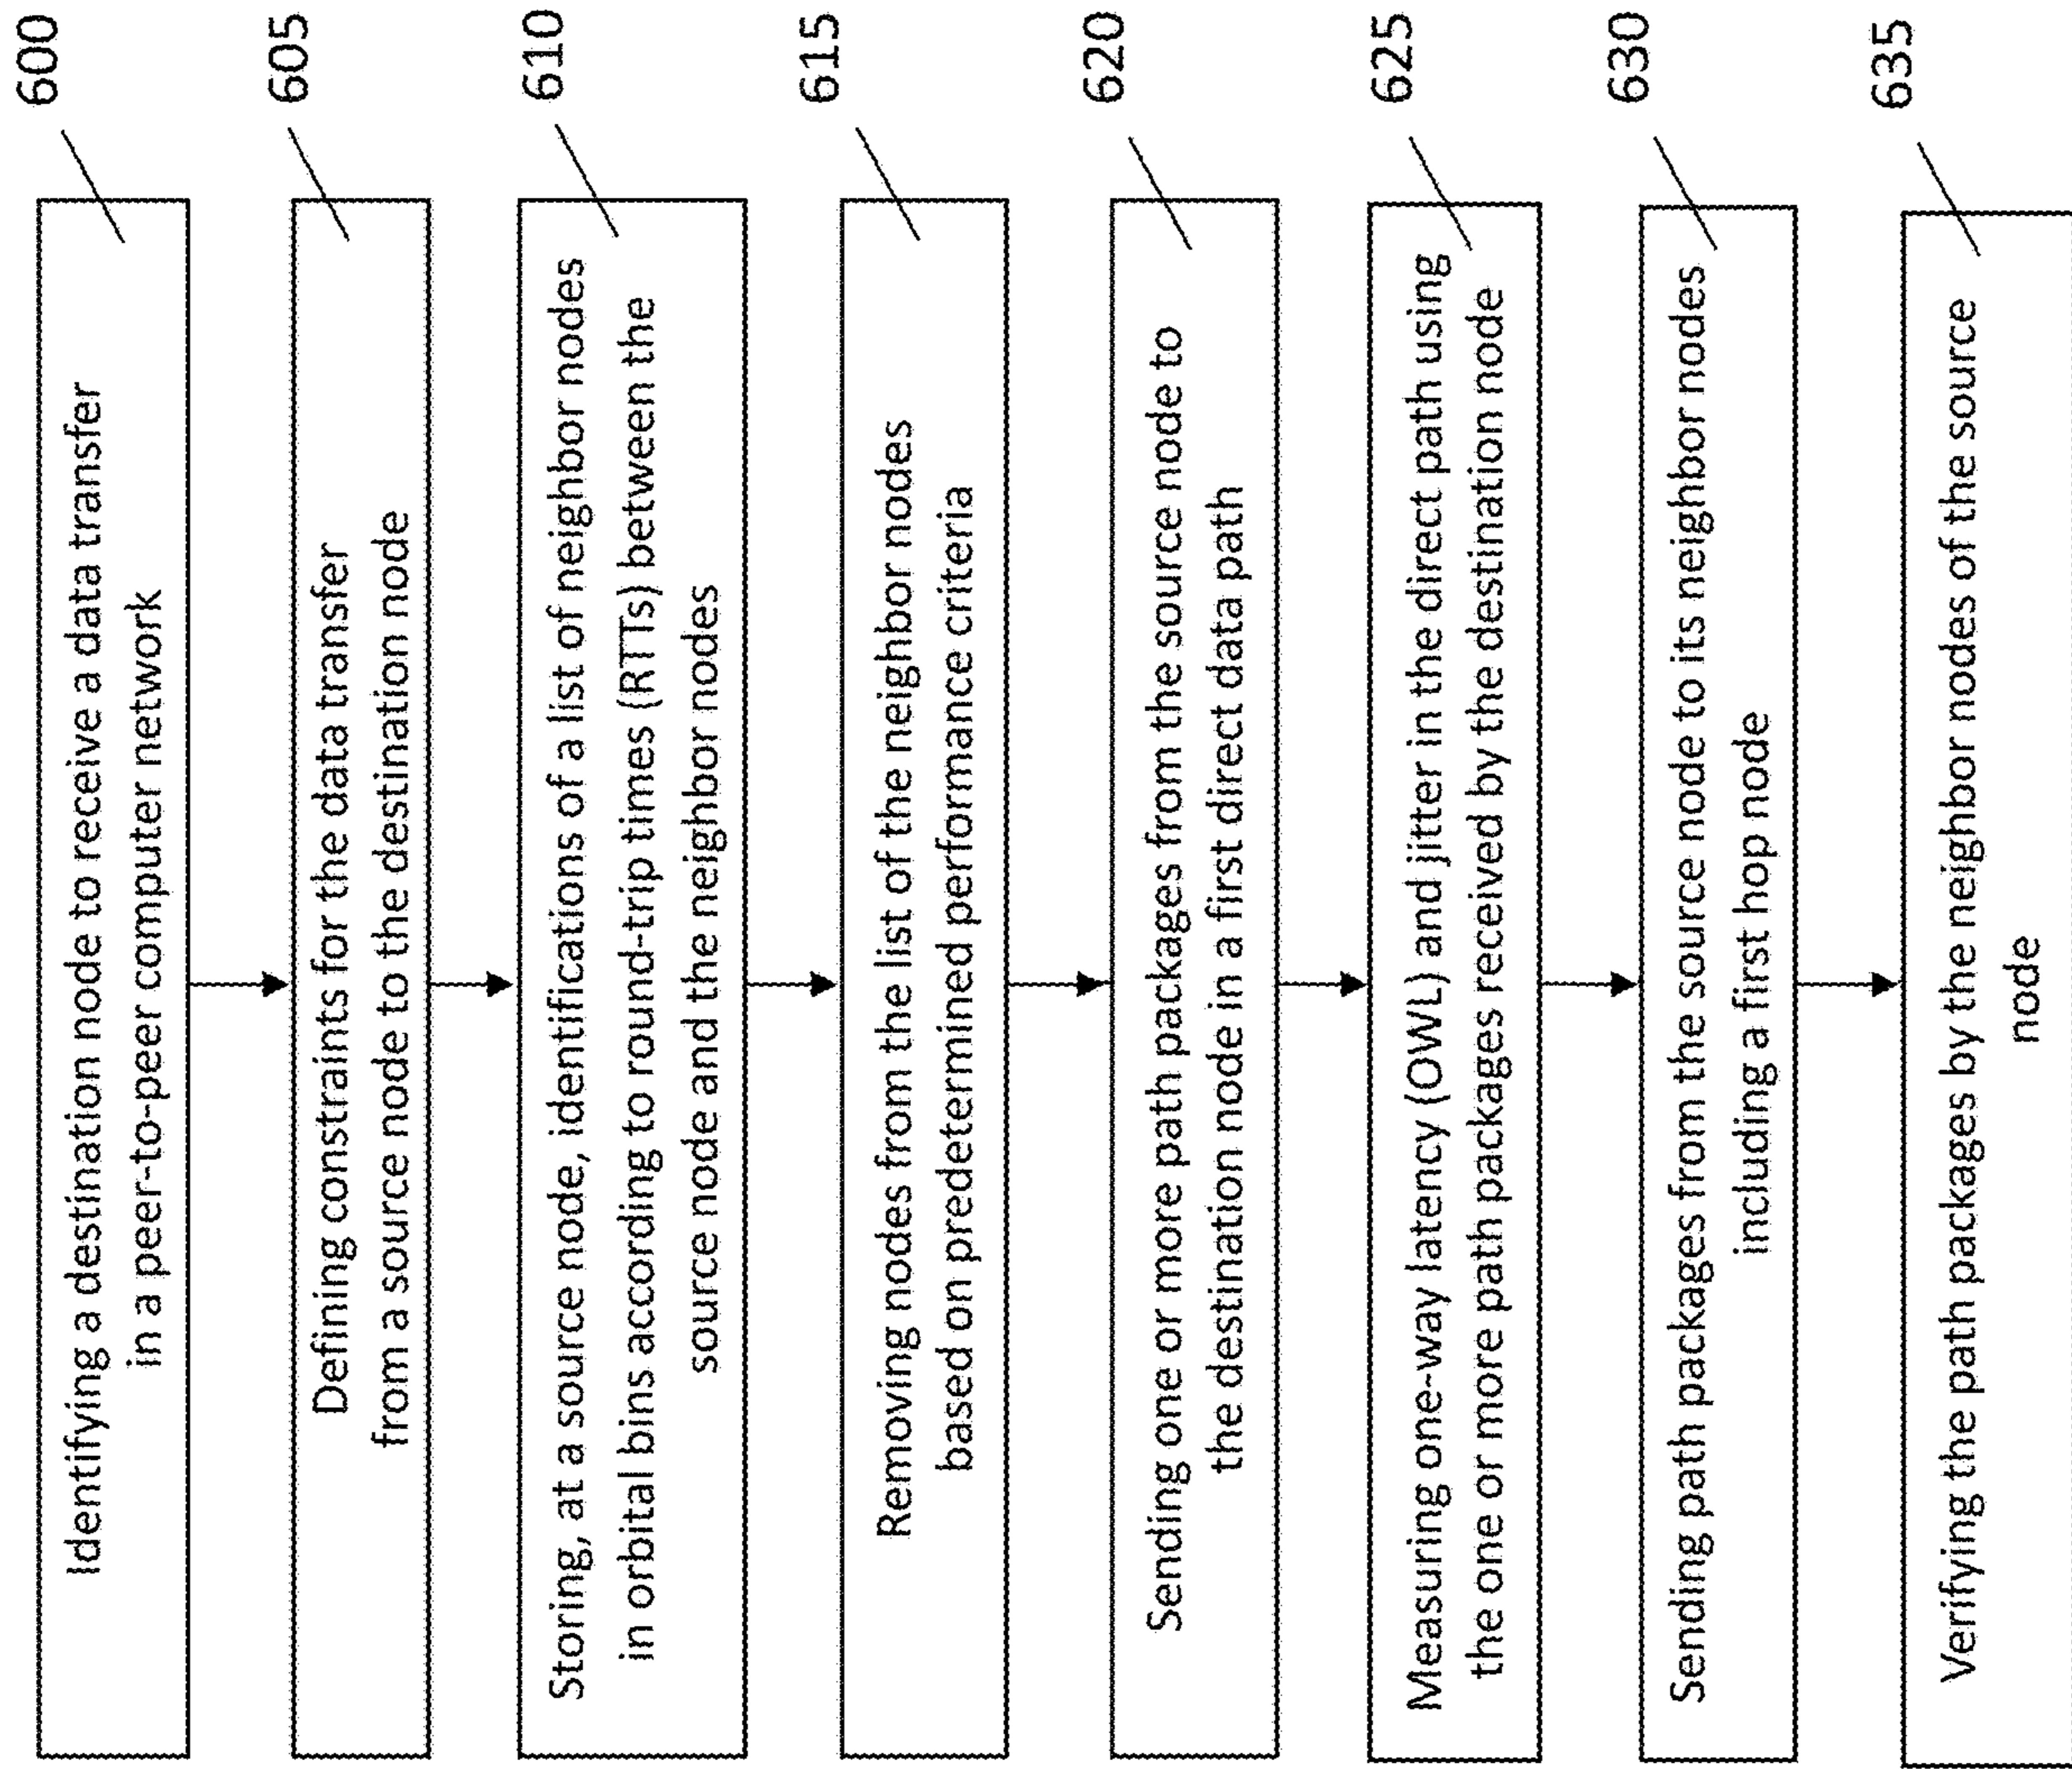 600
Identifying a destination node to receive a data transfer
in a peer-to-peer computer network
605
Defining constraints for the data transfer
from a source node to the destination node
610
Storing, at a source node, identifications of a list of neighbor nodes
in orbital bins according to round-trip times (RTTs) between the
source node and the neighbor nodes
615
Removing nodes from the list of the neighbor nodes
based on predetermined performance criteria
620
Sending one or more path packages from the source node to
the destination node in a first direct data path
625
Measuring one-way latency (OWL) and jitter in the direct path using
the one or more path packages received by the destination node
630
Sending path packages from the source node to its neighbor nodes
including a first hop node
635
Verifying the path packages by the neighbor nodes of the source
node